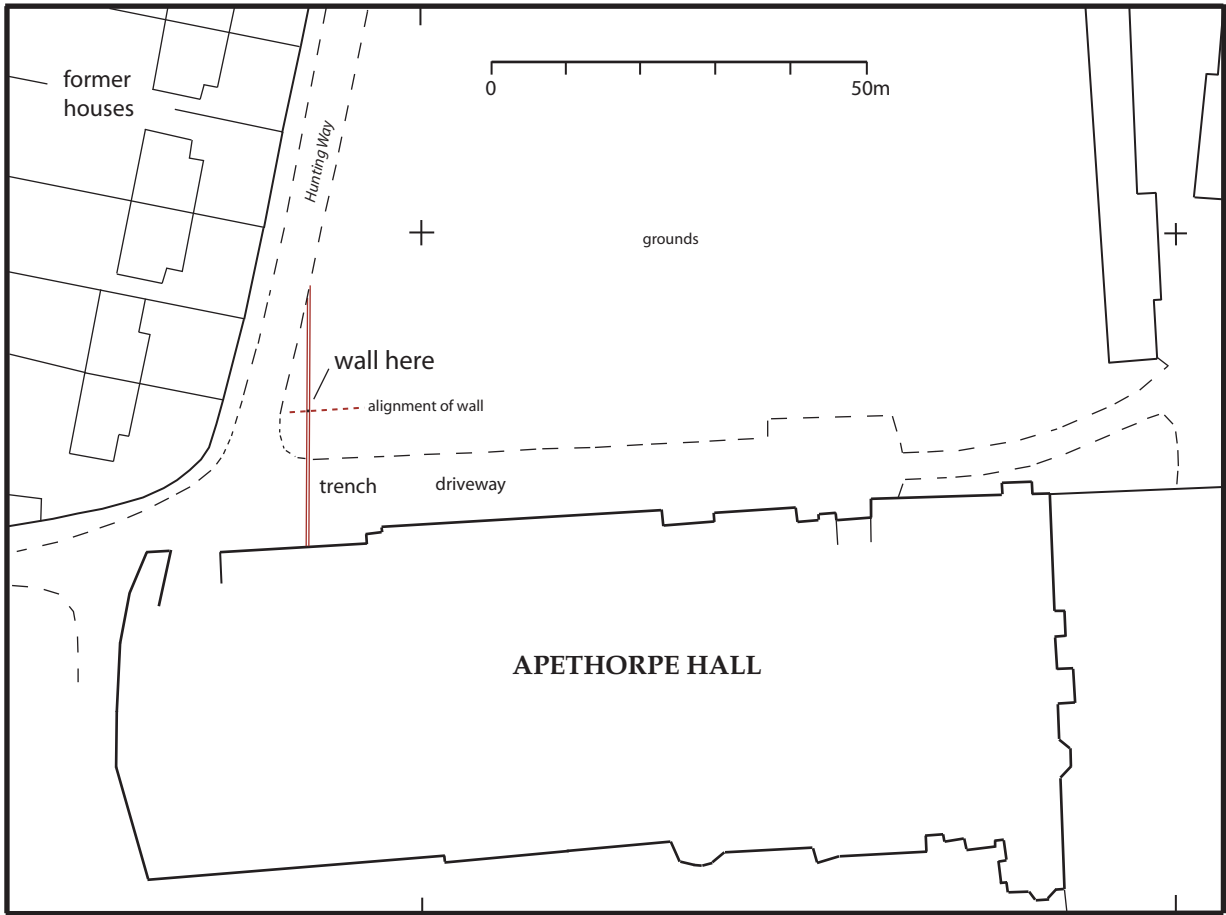 former
houses
0
50m
Hunting Way
grounds
wall here
alignment of wall
trench
driveway
APETHORPE HALL